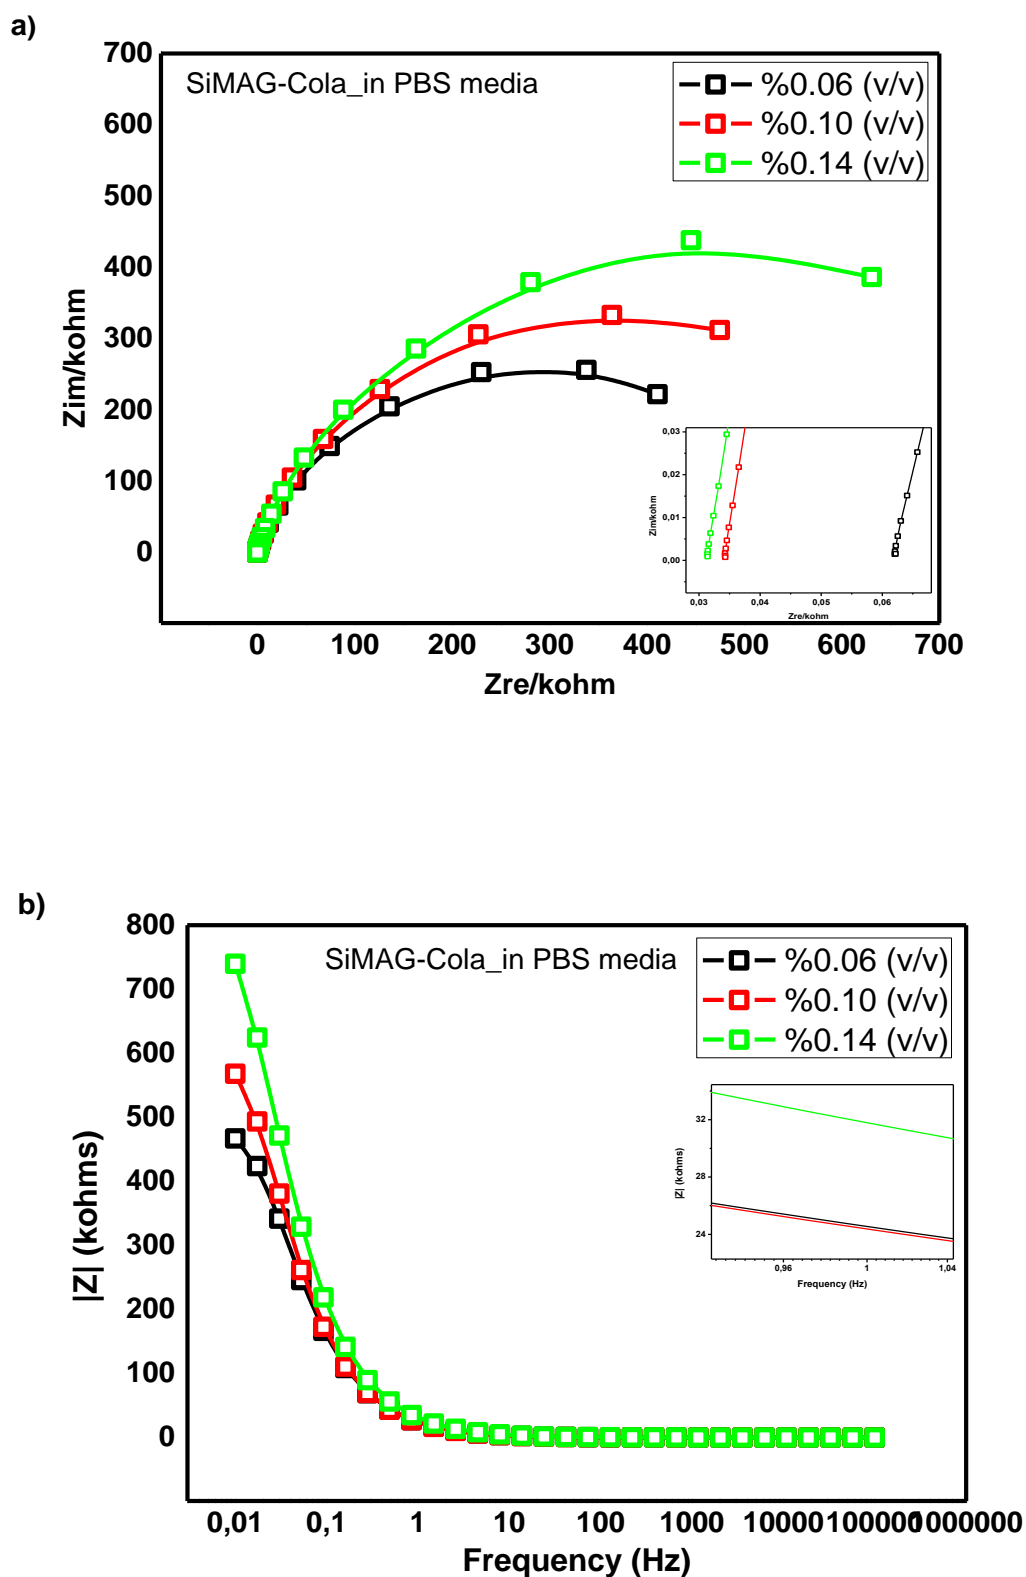 a)
700
600
500
400
300
200
100
0
Zim/kohm
SiMAG-Cola_in PBS media
%0.06 (v/v)
%0.10 (v/v)
%0.14 (v/v)
0,03
0,02
0,01
0,00
Zim/kohm
0,03 0,04 0,05 0,06
Zre/kohm
0 100 200 300 400 500 600 700
Zre/kohm
b)
800
700
600
500
400
300
200
100
0
|Z| (kohms)
SiMAG-Cola_in PBS media
%0.06 (v/v)
%0.10 (v/v)
%0.14 (v/v)
32
28
24
|Z| (kohms)
0,96 1 1,04
Frequency (Hz)
0,01 0,1 1 10 100 1000 10000 100000 1000000
Frequency (Hz)